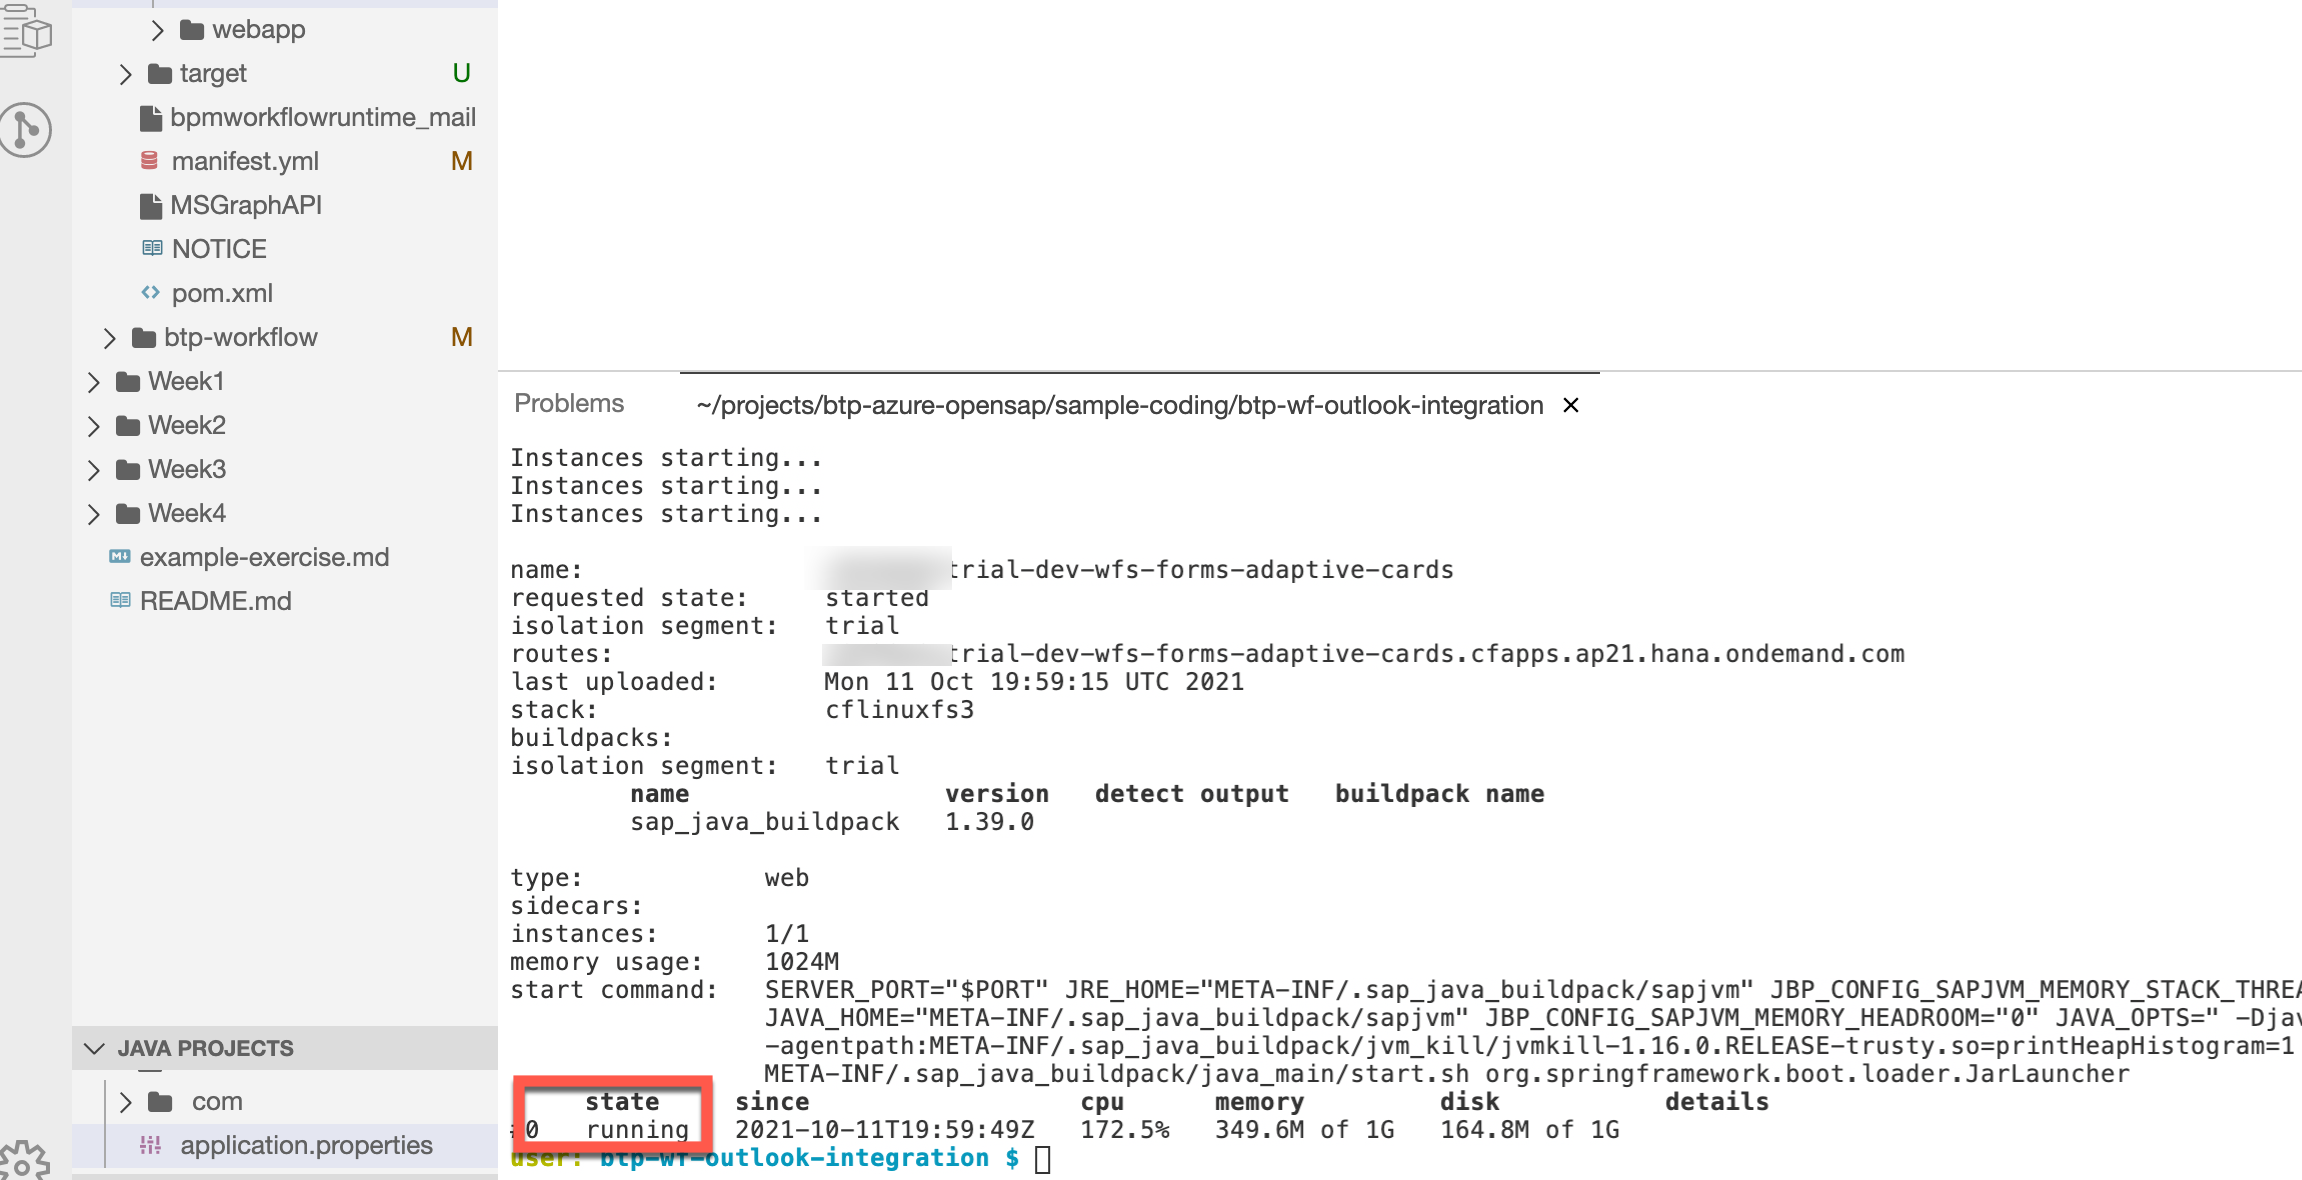 webapp
target U
bpmworkflowruntime_mail
manifest.yml M
MSGraphAPI
NOTICE
pom.xml
btp-workflow M
Week1
Week2
Week3
Week4
example-exercise.md
README.md
JAVA PROJECTS
com
application.properties
Problems ~/projects/btp-azure-opensap/sample-coding/btp-wf-outlook-integration ×
Instances starting...
Instances starting...
Instances starting...
name: trial-dev-wfs-forms-adaptive-cards
requested state: started
isolation segment: trial
routes: trial-dev-wfs-forms-adaptive-cards.cfapps.ap21.hana.ondemand.com
last uploaded: Mon 11 Oct 19:59:15 UTC 2021
stack: cflinuxfs3
buildpacks:
isolation segment: trial
name version detect output buildpack name
sap_java_buildpack 1.39.0
type: web
sidecars:
instances: 1/1
memory usage: 1024M
start command: SERVER_PORT="$PORT" JRE_HOME="META-INF/.sap_java_buildpack/sapjvm" JBP_CONFIG_SAPJVM_MEMORY_STACK_THREA
JAVA_HOME="META-INF/.sap_java_buildpack/sapjvm" JBP_CONFIG_SAPJVM_MEMORY_HEADROOM="0" JAVA_OPTS=" -Djav
-agentpath:META-INF/.sap_java_buildpack/jvm_kill/jvmkill-1.16.0.RELEASE-trusty.so=printHeapHistogram=1
META-INF/.sap_java_buildpack/java_main/start.sh org.springframework.boot.loader.JarLauncher
state since cpu memory disk details
#0 running 2021-10-11T19:59:49Z 172.5% 349.6M of 1G 164.8M of 1G
user: btp-wf-outlook-integration $